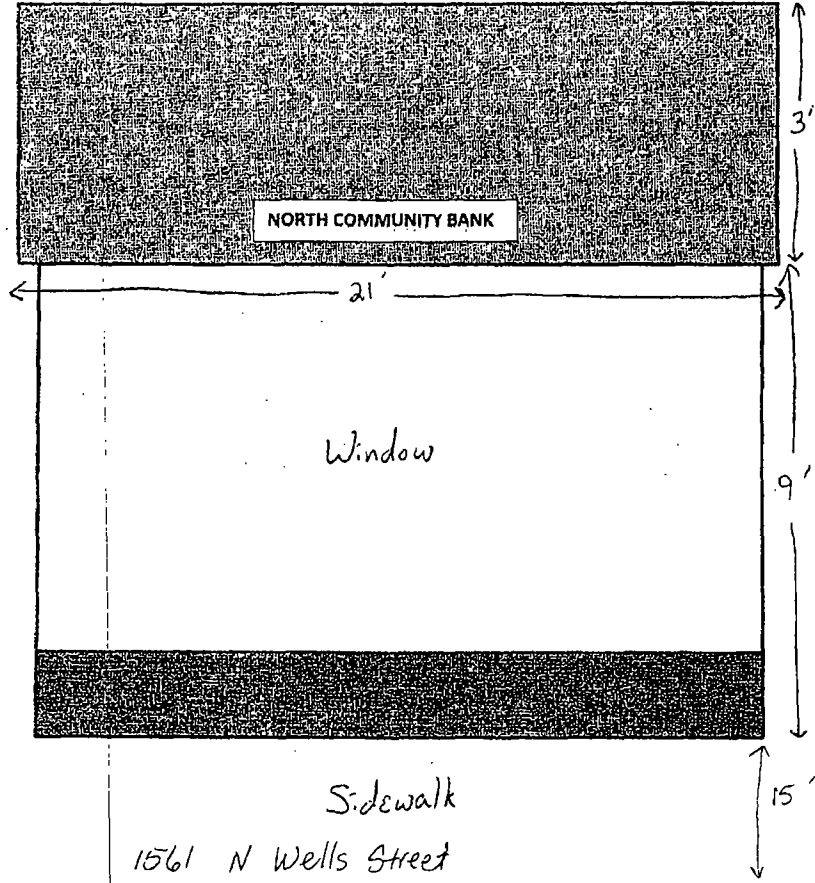 3'
NORTH COMMUNITY BANK
21'
Window
9'
Sidewalk
15'
1561 N Wells Street